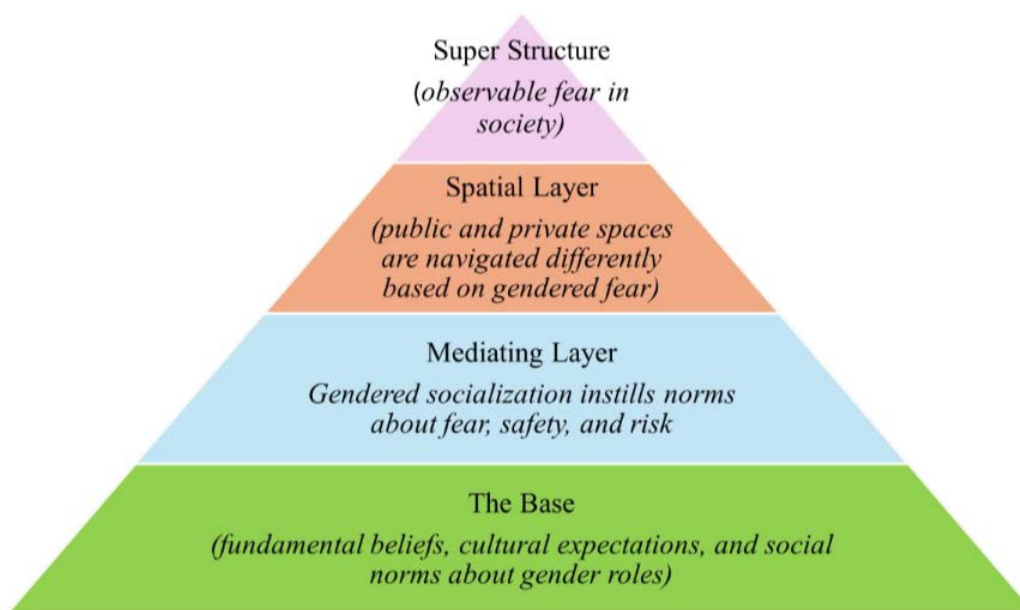 Super Structure
(observable fear in
society)
Spatial Layer
(public and private spaces
are navigated differently
based on gendered fear)
Mediating Layer
Gendered socialization instills norms
about fear, safety, and risk
The Base
(fundamental beliefs, cultural expectations, and social
norms about gender roles)